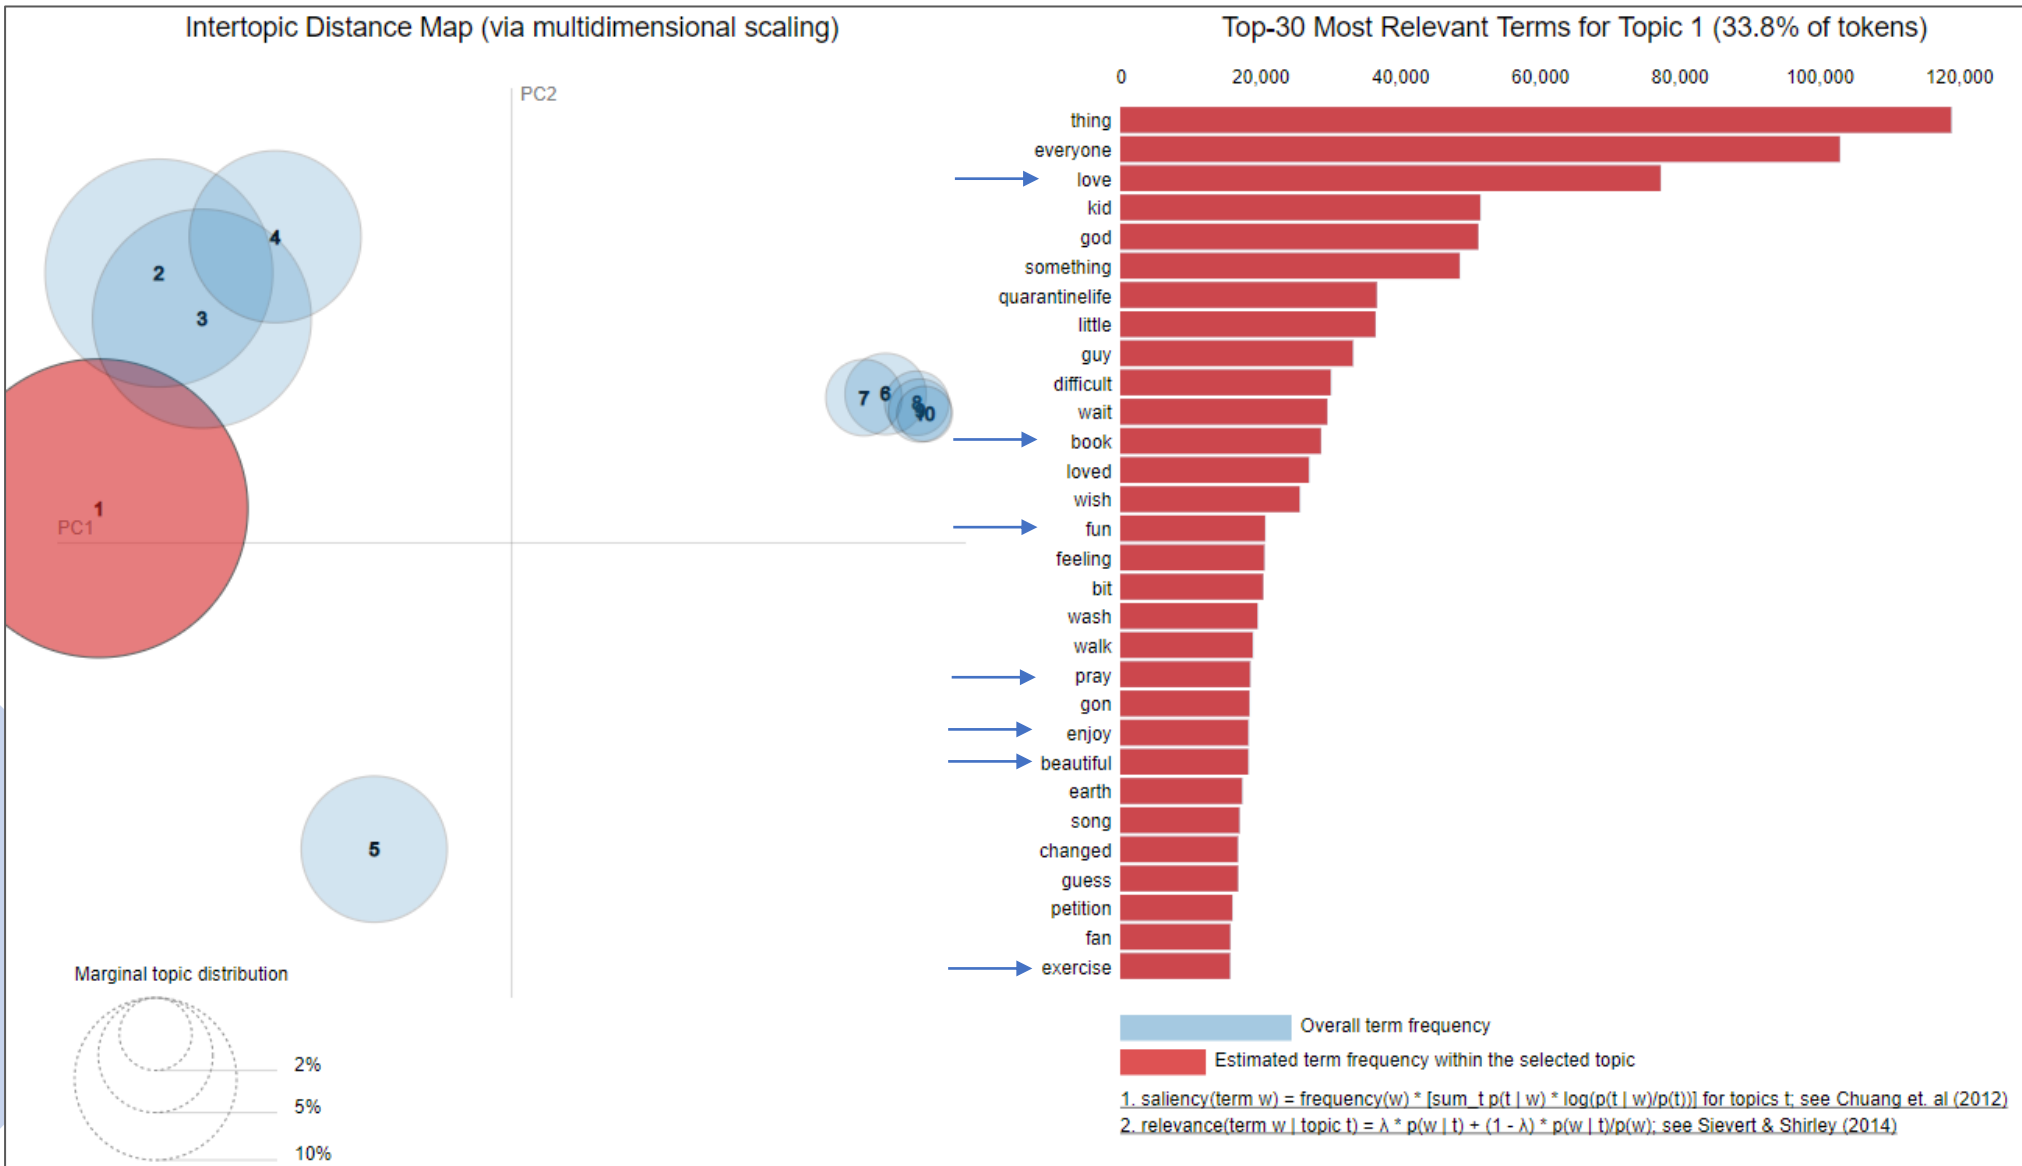 Intertopic Distance Map (via multidimensional scaling)
PC2
4
2
3
7
6
8
10
1
PC1
5
Marginal topic distribution
2%
5%
10%
Top-30 Most Relevant Terms for Topic 1 (33.8% of tokens)
0 20,000 40,000 60,000 80,000 100,000 120,000
thing
everyone
love
kid
god
something
quarantinelife
little
guy
difficult
wait
book
loved
wish
fun
feeling
bit
wash
walk
pray
gon
enjoy
beautiful
earth
song
changed
guess
petition
fan
exercise
Overall term frequency
Estimated term frequency within the selected topic
1. saliency(term w) = frequency(w) * [sum_t p(t | w) * log(p(t | w)/p(t))] for topics t; see Chuang et. al (2012)
2. relevance(term w | topic t) = λ * p(w | t) + (1 - λ) * p(w | t)/p(w); see Sievert & Shirley (2014)